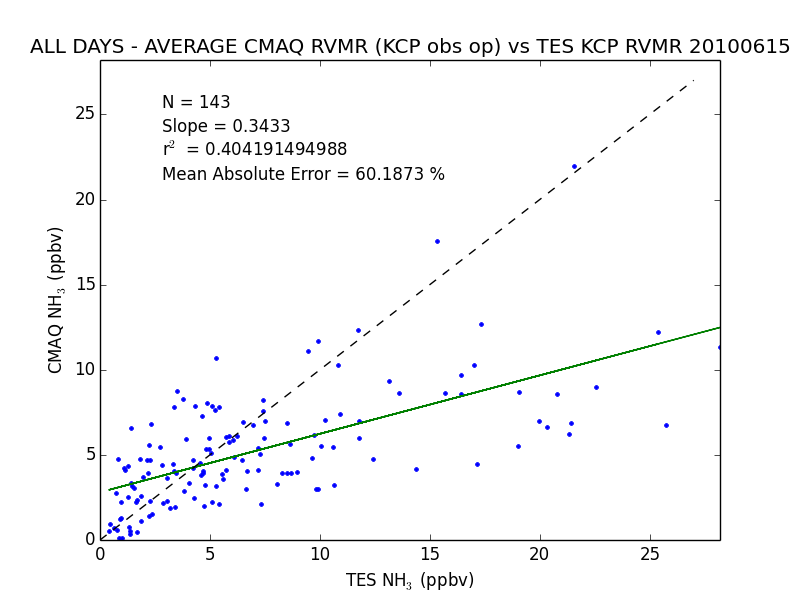 ALL DAYS - AVERAGE CMAQ RVMR (KCP obs op) vs TES KCP RVMR 20100615
N = 143
Slope = 0.3433
r² = 0.404191494988
Mean Absolute Error = 60.1873 %
25
20
15
10
5
0
CMAQ NH₃ (ppbv)
0 5 10 15 20 25
TES NH₃ (ppbv)